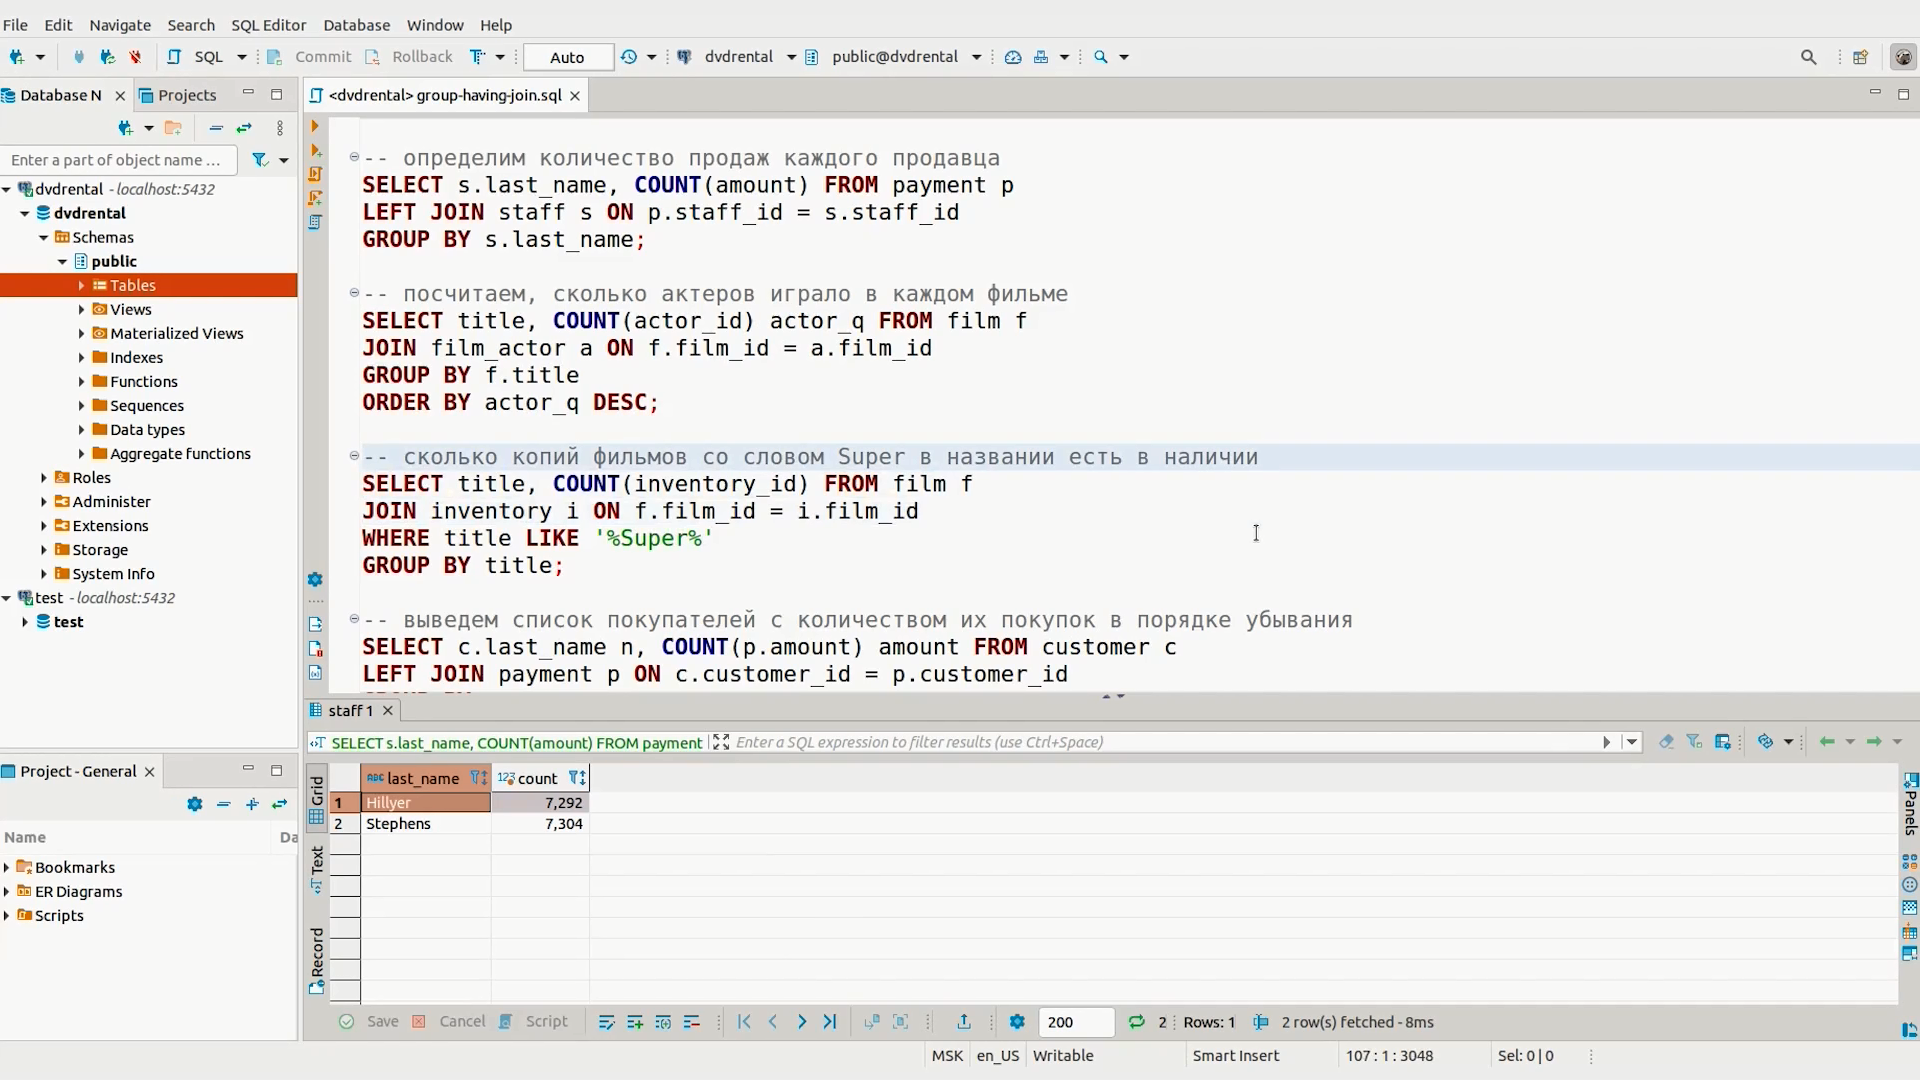 File Edit Navigate Search SQL Editor Database Window Help
SQL Commit Rollback Auto dvdrental public@dvdrental
Database N Projects
<dvdrental> group-having-join.sql
Enter a part of object name ...
dvdrental - localhost:5432
dvdrental
Schemas
public
Tables
Views
Materialized Views
Indexes
Functions
Sequences
Data types
Aggregate functions
Roles
Administer
Extensions
Storage
System Info
test - localhost:5432
test
-- определим количество продаж каждого продавца
SELECT s.last_name, COUNT(amount) FROM payment p
LEFT JOIN staff s ON p.staff_id = s.staff_id
GROUP BY s.last_name;
-- посчитаем, сколько актеров играло в каждом фильме
SELECT title, COUNT(actor_id) actor_q FROM film f
JOIN film_actor a ON f.film_id = a.film_id
GROUP BY f.title
ORDER BY actor_q DESC;
-- сколько копий фильмов со словом Super в названии есть в наличии
SELECT title, COUNT(inventory_id) FROM film f
JOIN inventory i ON f.film_id = i.film_id
WHERE title LIKE '%Super%'
GROUP BY title;
-- выведем список покупателей с количеством их покупок в порядке убывания
SELECT c.last_name n, COUNT(p.amount) amount FROM customer c
LEFT JOIN payment p ON c.customer_id = p.customer_id
Project - General
Name Da
Bookmarks
ER Diagrams
Scripts
staff 1
SELECT s.last_name, COUNT(amount) FROM payment Enter a SQL expression to filter results (use Ctrl+Space)
Grid
Text
Record
Panels
ABC last_name 123 count
1 Hillyer 7,292
2 Stephens 7,304
Save Cancel Script 200 2 Rows: 1 2 row(s) fetched - 8ms
MSK en_US Writable Smart Insert 107 : 1 : 3048 Sel: 0 | 0